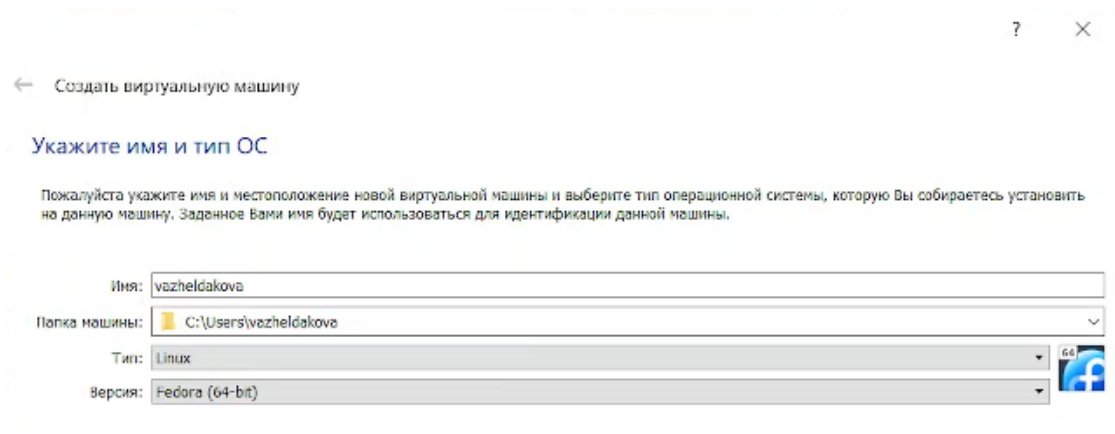 ?
Создать виртуальную машину
Укажите имя и тип ОС
Пожалуйста укажите имя и местоположение новой виртуальной машины и выберите тип операционной системы, которую Вы собираетесь установить
на данную машину. Заданное Вами имя будет использоваться для идентификации данной машины.
Имя: vazheldakova
Папка машины: C:\Users\vazheldakova
Тип: Linux
64
Версия: Fedora (64-bit)